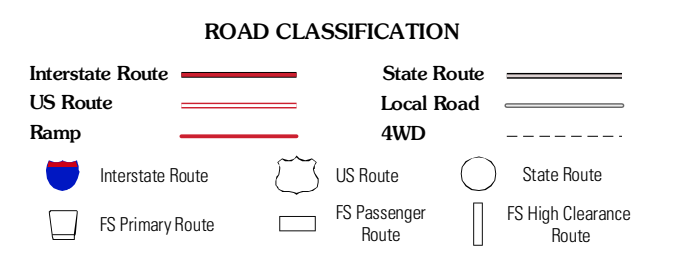 ROAD CLASSIFICATION
Interstate Route
State Route
US Route
Local Road
Ramp
4WD
Interstate Route
US Route
State Route
FS Primary Route
FS Passenger
Route
FS High Clearance
Route